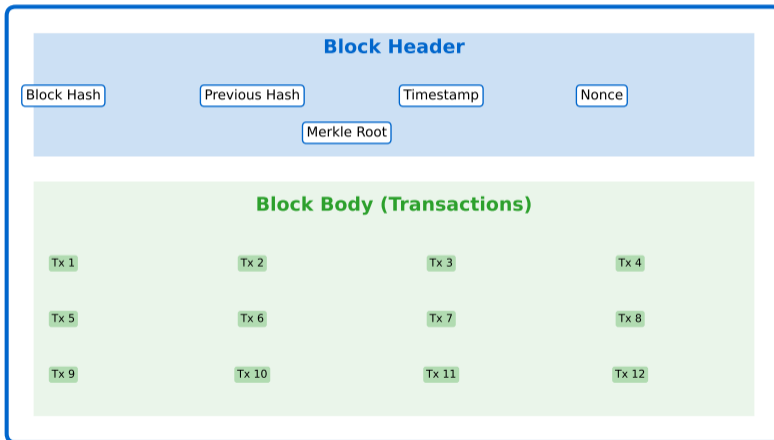 Block Header
Block Hash Previous Hash Timestamp Nonce
Merkle Root
Block Body (Transactions)
Tx 1 Tx 2 Tx 3 Tx 4
Tx 5 Tx 6 Tx 7 Tx 8
Tx 9 Tx 10 Tx 11 Tx 12